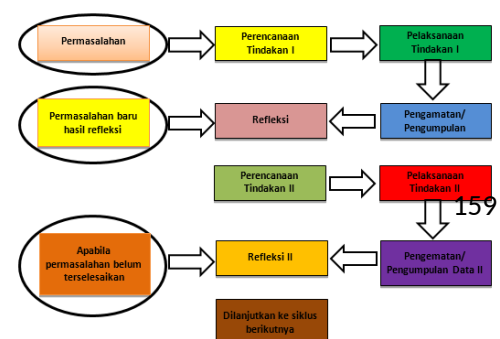 Permasalahan
Perencanaan
Tindakan I
Pelaksanaan
Tindakan I
Permasalahan baru
hasil refleksi
Refleksi
Pengamatan/
Pengumpulan
Perencanaan
Tindakan II
Pelaksanaan
Tindakan II
159
Apabila
permasalahan belum
terselesaikan
Refleksi II
Pengematan/
Pengumpulan Data II
Dilanjutkan ke siklus
berikutnya